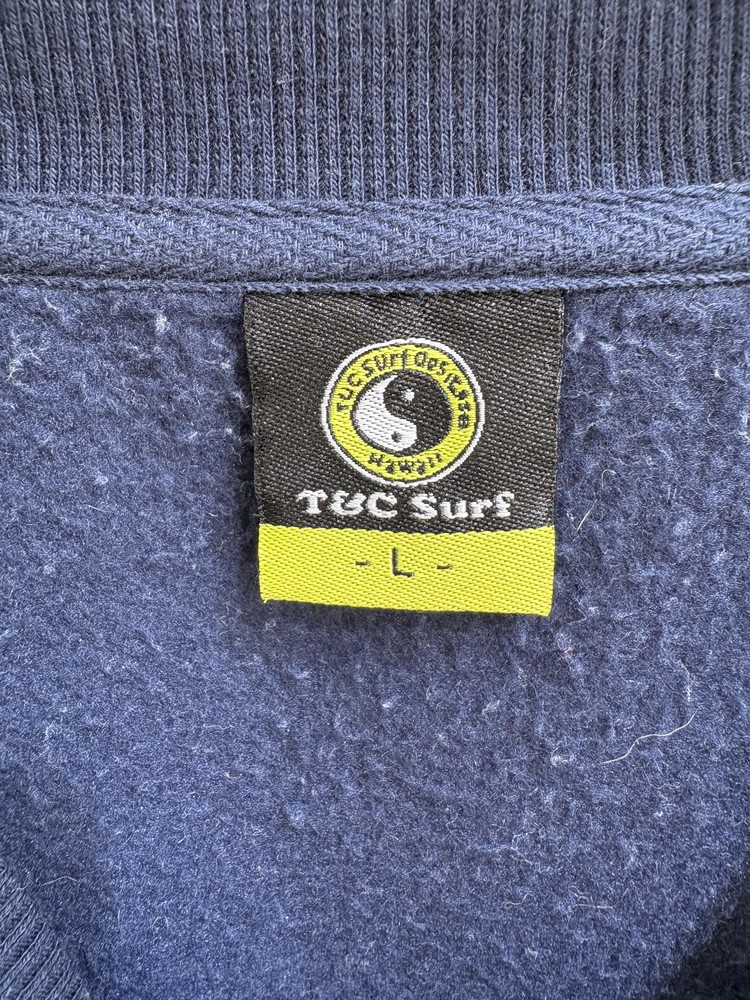 T&C Surf Designs
Hawaii
T&C Surf
- L -